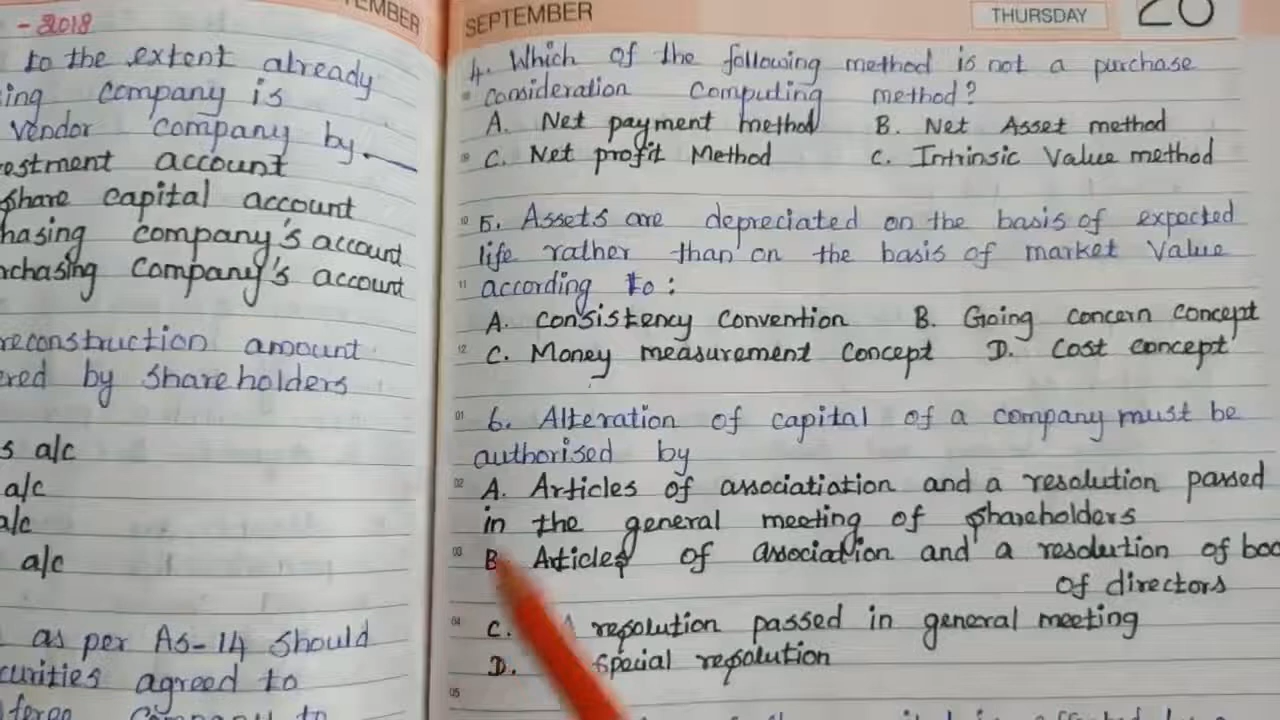 - 2018
to the extent already
ing company is
vendor company by
estment account
share capital account
hasing company's account
rchasing company's account
reconstruction amount
ered by shareholders
s a/c
a/c
a/c
a/c
as per AS-14 should
curities agreed to
EMBER
SEPTEMBER
THURSDAY
20
4. Which of the following method is not a purchase
consideration computing method?
A. Net payment method B. Net Asset method
C. Net profit Method C. Intrinsic Value method
5. Assets are depreciated on the basis of expected
life rather than on the basis of market value
according to:
A. Consistency Convention B. Going concern concept
C. Money measurement concept D. Cost concept
6. Alteration of capital of a company must be
authorised by
A. Articles of associatiation and a resolution passed
in the general meeting of shareholders
B. Articles of association and a resolution of boa
of directors
C. A resolution passed in general meeting
D. special resolution